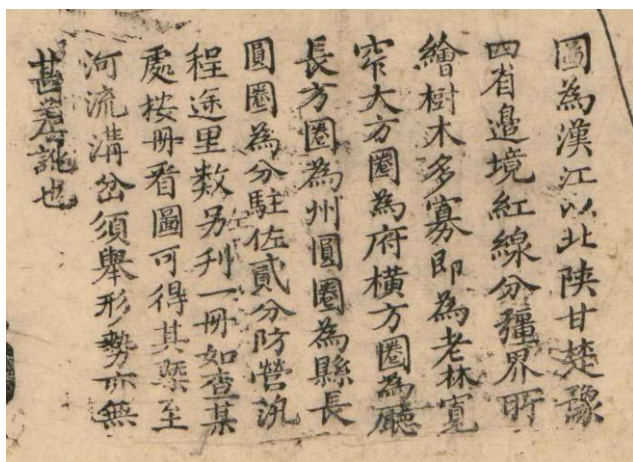 圖為漢江以北陕甘楚豫
四省邉境紅線分疆界所
繪樹木多寡即為老林寬
窄大方圈為府橫方圈為廳
長方圈為州圓圈為縣長
圓圈為分駐佐貳分防營汛
程途里数另刋一冊如查某
處按冊看圖可得其槩至
河流溝岔須舉形勢亦無
甚差訛也